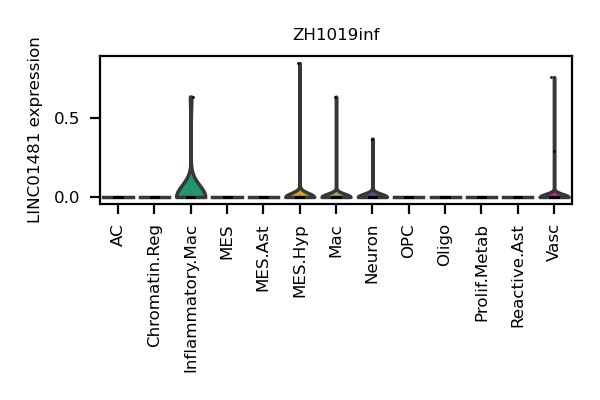 ZH1019inf
LINC01481 expression
0.5
0.0
AC
Chromatin.Reg
Inflammatory.Mac
MES
MES.Ast
MES.Hyp
Mac
Neuron
OPC
Oligo
Prolif.Metab
Reactive.Ast
Vasc